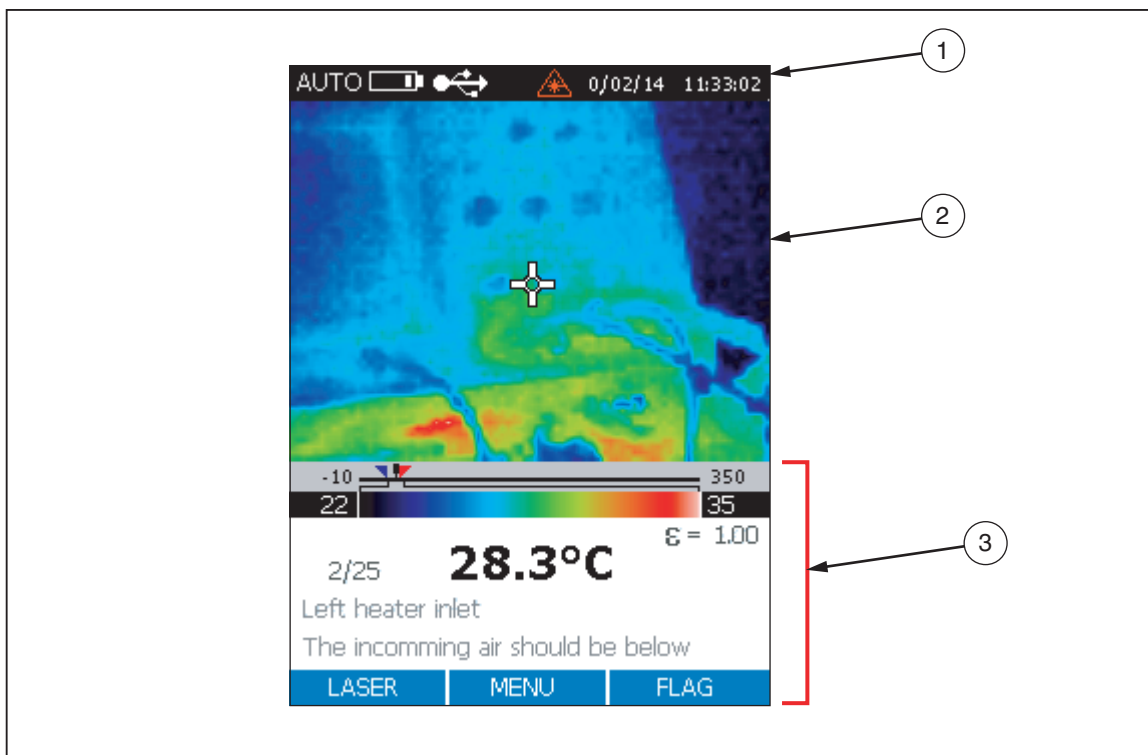 1
AUTO 0/02/14 11:33:02
2
-10 350
22 35
ε = 1.00
2/25 28.3°C
3
Left heater inlet
The incomming air should be below
LASER MENU FLAG